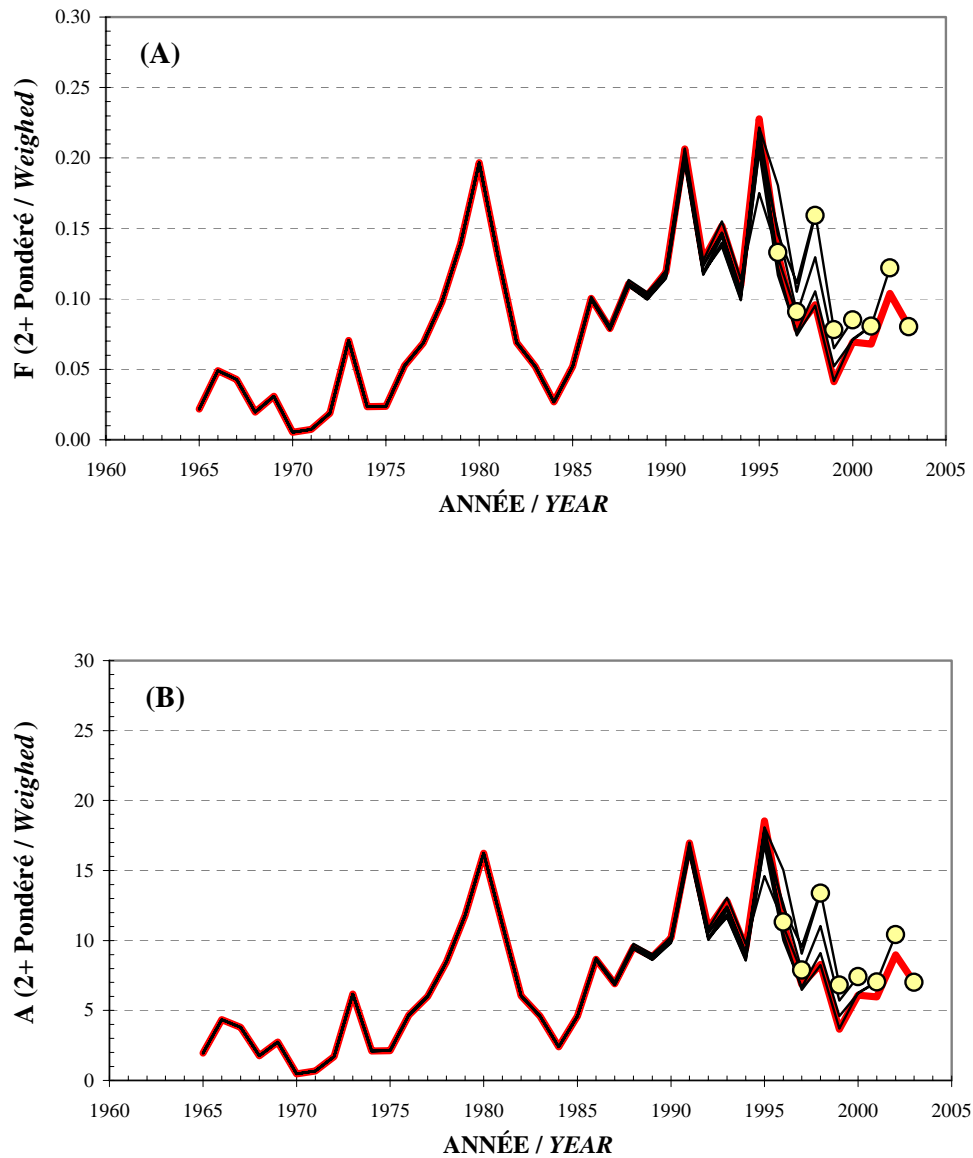 (A)
F (2+ Pondéré / Weighed )
0.30
0.25
0.20
0.15
0.10
0.05
0.00
1960 1965 1970 1975 1980 1985 1990 1995 2000 2005
ANNÉE / YEAR
(B)
A (2+ Pondéré / Weighed )
30
25
20
15
10
5
0
1960 1965 1970 1975 1980 1985 1990 1995 2000 2005
ANNÉE / YEAR